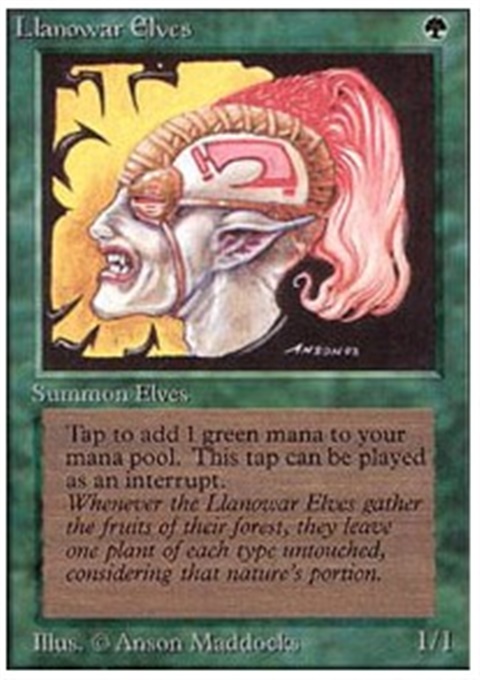 Llanowar Elves
ANSON 93
Summon Elves
Tap to add 1 green mana to your
mana pool. This tap can be played
as an interrupt.
Whenever the Llanowar Elves gather
the fruits of their forest, they leave
one plant of each type untouched,
considering that nature's portion.
Illus. © Anson Maddocks
1/1